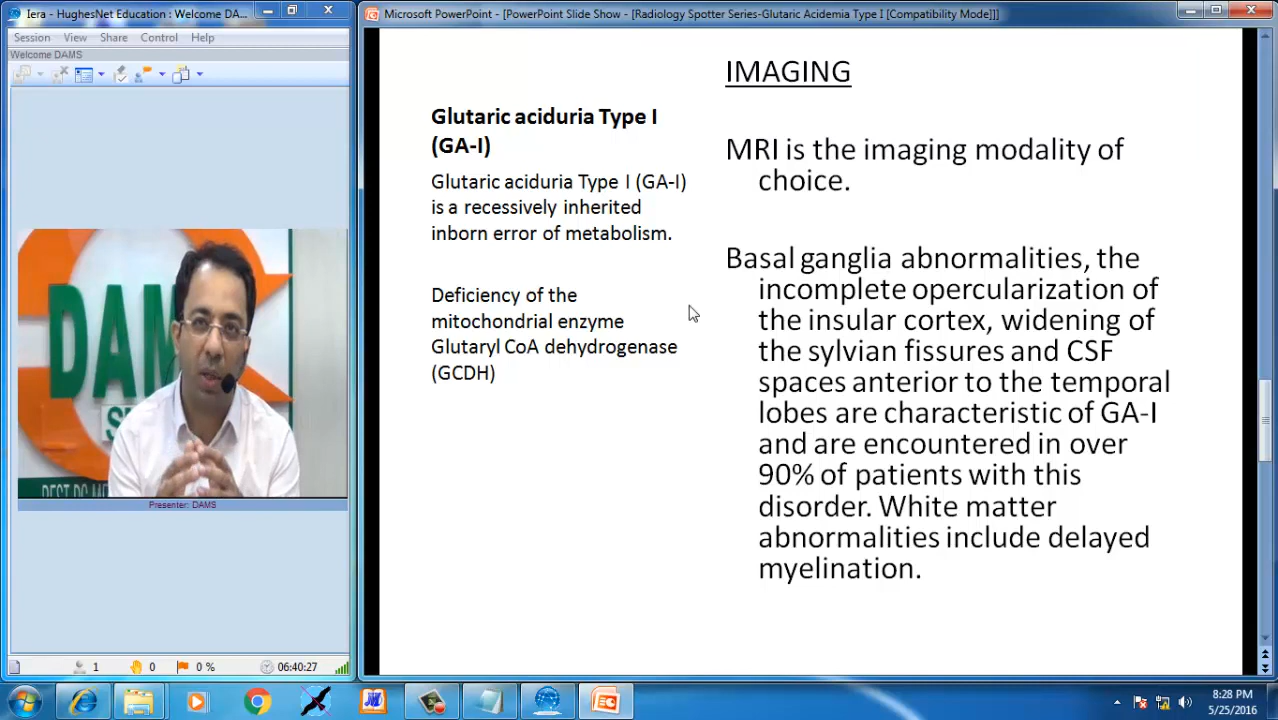 Iera - HughesNet Education : Welcome DA...
Session View Share Control Help
Welcome DAMS
DAMS
Presenter: DAMS
1 0 0 % 06:40:27
Microsoft PowerPoint - [PowerPoint Slide Show - [Radiology Spotter Series-Glutaric Acidemia Type I [Compatibility Mode]]]
Glutaric aciduria Type I
(GA-I)
Glutaric aciduria Type I (GA-I)
is a recessively inherited
inborn error of metabolism.
Deficiency of the
mitochondrial enzyme
Glutaryl CoA dehydrogenase
(GCDH)
IMAGING
MRI is the imaging modality of
choice.
Basal ganglia abnormalities, the
incomplete opercularization of
the insular cortex, widening of
the sylvian fissures and CSF
spaces anterior to the temporal
lobes are characteristic of GA-I
and are encountered in over
90% of patients with this
disorder. White matter
abnormalities include delayed
myelination.
8:28 PM
5/25/2016